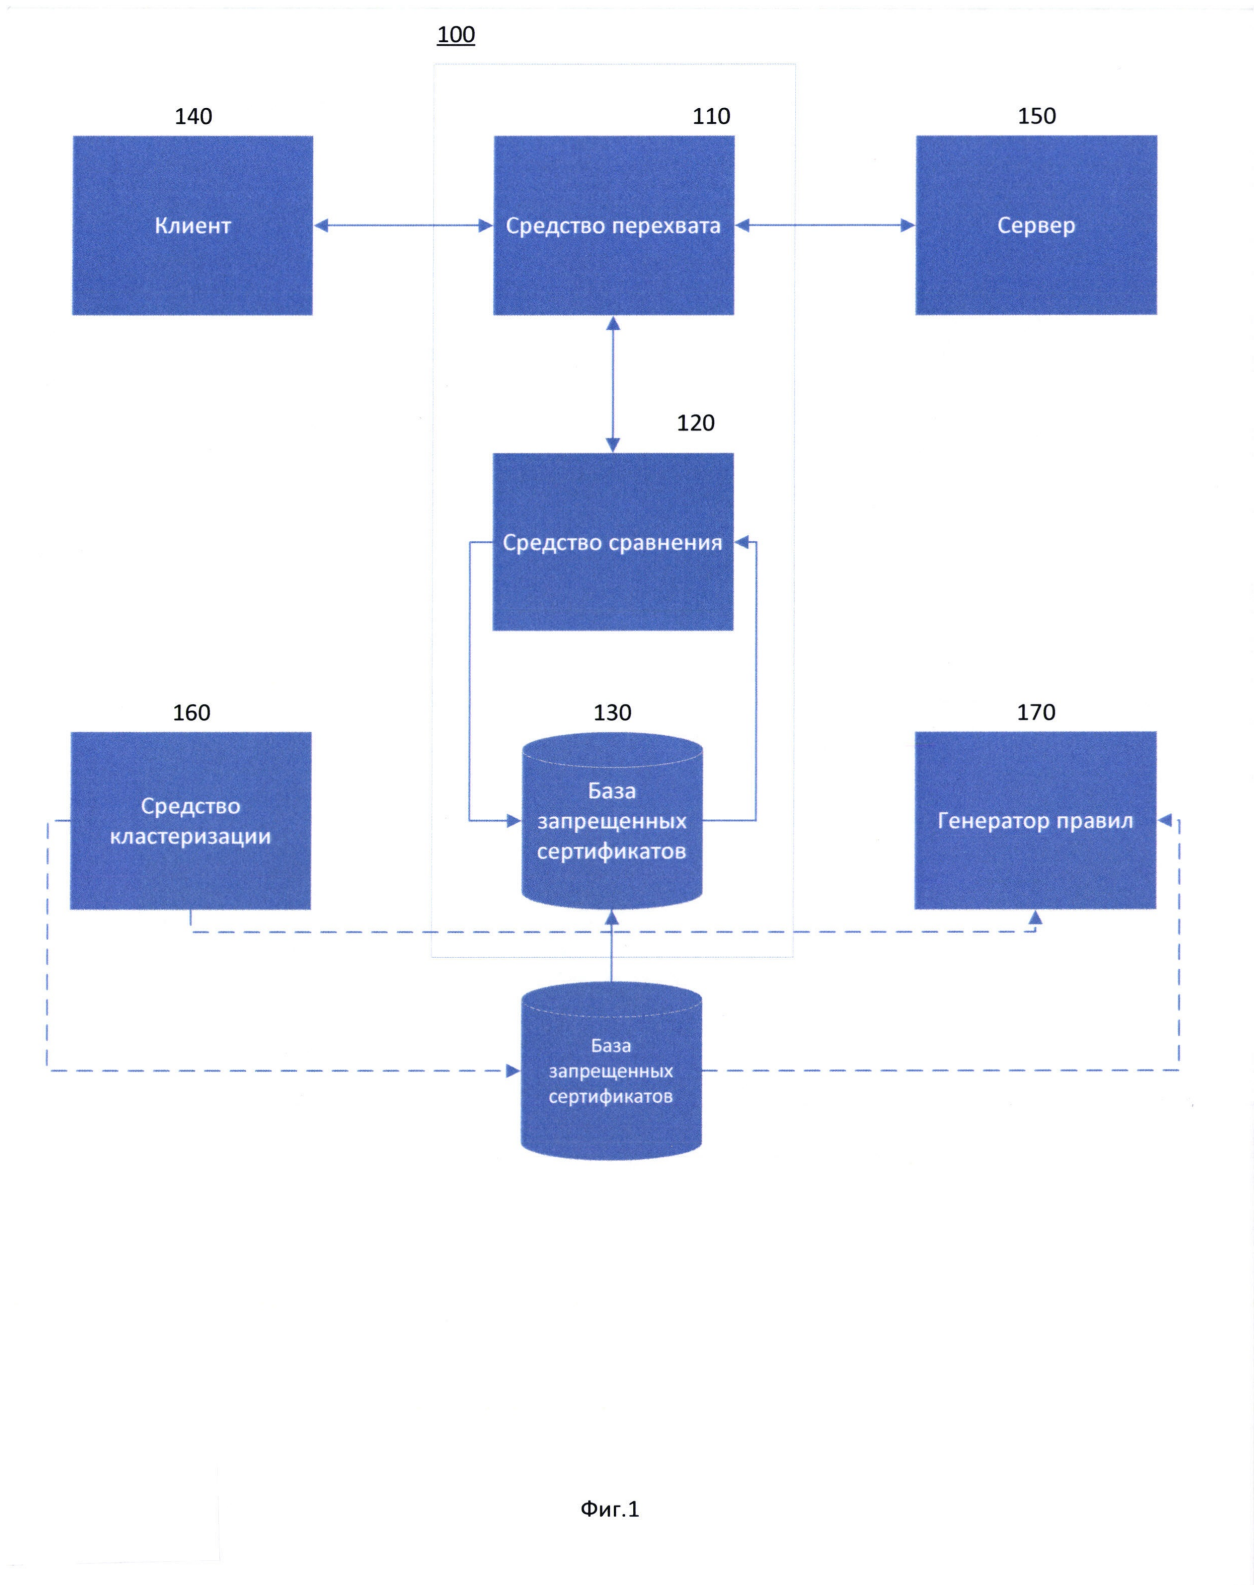 100
140
110
150
Клиент
Средство перехвата
Сервер
120
Средство сравнения
160
130
170
Средство
кластеризации
База
запрещенных
сертификатов
Генератор правил
База
запрещенных
сертификатов
Фиг.1